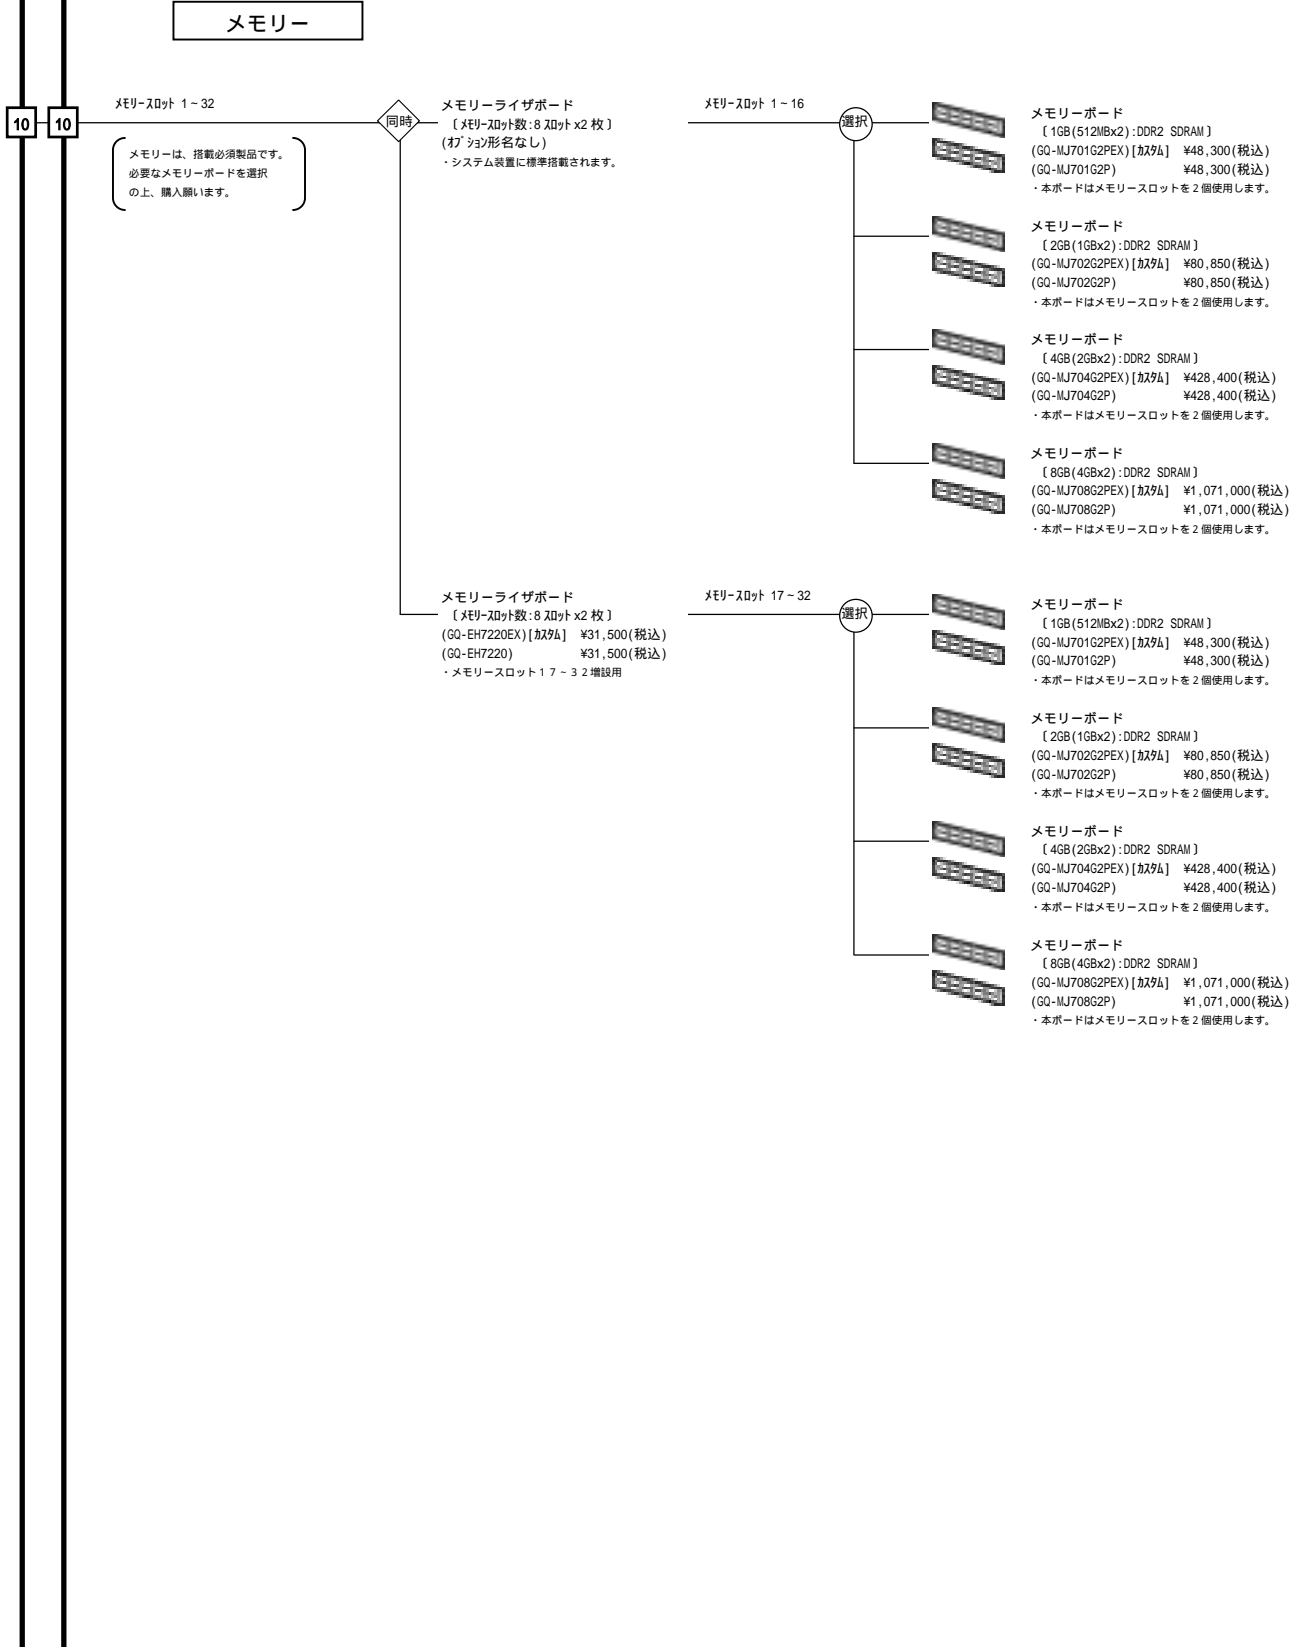 メモリー
10
10
ﾒﾓﾘｰｽﾛｯﾄ 1~32
メモリーは、搭載必須製品です。
必要なメモリーボードを選択
の上、購入願います。
同時
メモリーライザボード
〔ﾒﾓﾘｰｽﾛｯﾄ数:8ｽﾛｯﾄx2枚〕
(ｵﾌﾟｼｮﾝ形名なし)
・システム装置に標準搭載されます。
ﾒﾓﾘｰｽﾛｯﾄ 1~16
選択
メモリーボード
〔1GB(512MBx2):DDR2 SDRAM〕
(GQ-MJ701G2PEX)[ｶｽﾀﾑ] ¥48,300(税込)
(GQ-MJ701G2P) ¥48,300(税込)
・本ボードはメモリースロットを2個使用します。
メモリーボード
〔2GB(1GBx2):DDR2 SDRAM〕
(GQ-MJ702G2PEX)[ｶｽﾀﾑ] ¥80,850(税込)
(GQ-MJ702G2P) ¥80,850(税込)
・本ボードはメモリースロットを2個使用します。
メモリーボード
〔4GB(2GBx2):DDR2 SDRAM〕
(GQ-MJ704G2PEX)[ｶｽﾀﾑ] ¥428,400(税込)
(GQ-MJ704G2P) ¥428,400(税込)
・本ボードはメモリースロットを2個使用します。
メモリーボード
〔8GB(4GBx2):DDR2 SDRAM〕
(GQ-MJ708G2PEX)[ｶｽﾀﾑ] ¥1,071,000(税込)
(GQ-MJ708G2P) ¥1,071,000(税込)
・本ボードはメモリースロットを2個使用します。
メモリーライザボード
〔ﾒﾓﾘｰｽﾛｯﾄ数:8ｽﾛｯﾄx2枚〕
(GQ-EH7220EX)[ｶｽﾀﾑ] ¥31,500(税込)
(GQ-EH7220) ¥31,500(税込)
・メモリースロット１７~３２増設用
ﾒﾓﾘｰｽﾛｯﾄ 17~32
選択
メモリーボード
〔1GB(512MBx2):DDR2 SDRAM〕
(GQ-MJ701G2PEX)[ｶｽﾀﾑ] ¥48,300(税込)
(GQ-MJ701G2P) ¥48,300(税込)
・本ボードはメモリースロットを2個使用します。
メモリーボード
〔2GB(1GBx2):DDR2 SDRAM〕
(GQ-MJ702G2PEX)[ｶｽﾀﾑ] ¥80,850(税込)
(GQ-MJ702G2P) ¥80,850(税込)
・本ボードはメモリースロットを2個使用します。
メモリーボード
〔4GB(2GBx2):DDR2 SDRAM〕
(GQ-MJ704G2PEX)[ｶｽﾀﾑ] ¥428,400(税込)
(GQ-MJ704G2P) ¥428,400(税込)
・本ボードはメモリースロットを2個使用します。
メモリーボード
〔8GB(4GBx2):DDR2 SDRAM〕
(GQ-MJ708G2PEX)[ｶｽﾀﾑ] ¥1,071,000(税込)
(GQ-MJ708G2P) ¥1,071,000(税込)
・本ボードはメモリースロットを2個使用します。